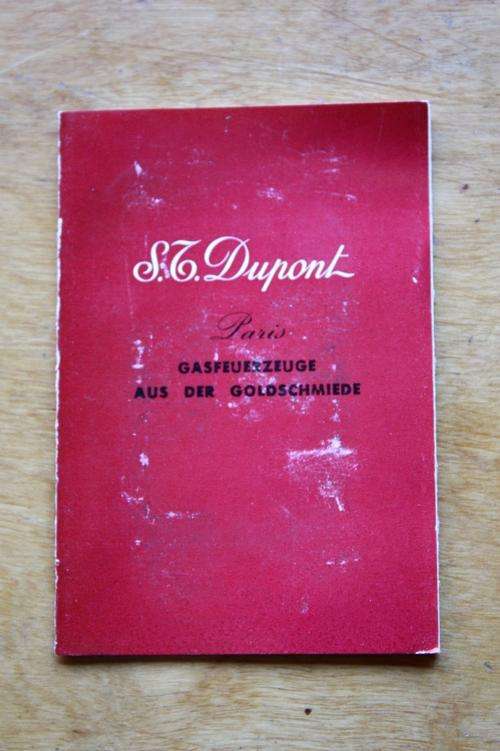 S.T. Dupont
Paris
GASFEUERZEUGE
AUS DER GOLDSCHMIEDE